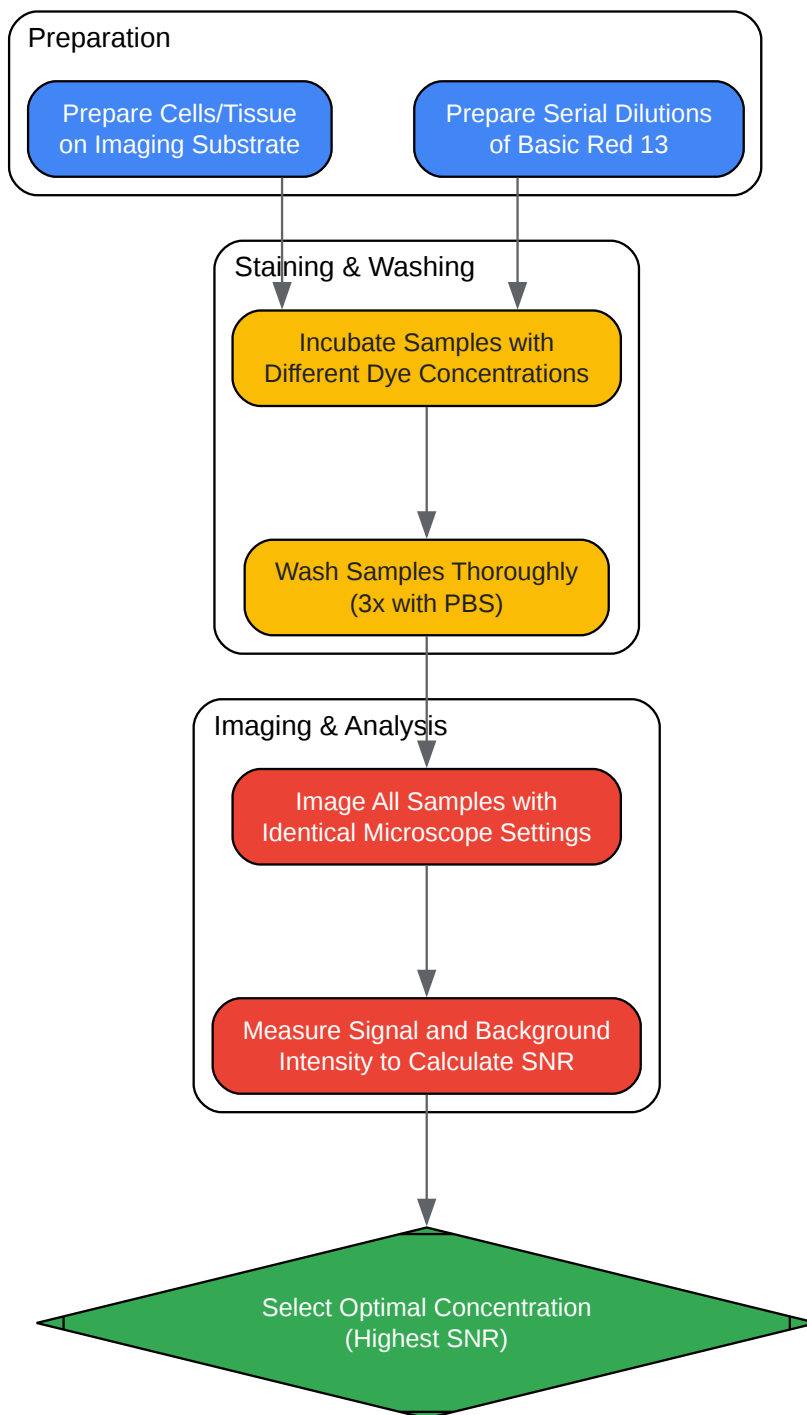 Preparation
Prepare Cells/Tissue
on Imaging Substrate
Prepare Serial Dilutions
of Basic Red 13
Staining & Washing
Incubate Samples with
Different Dye Concentrations
Wash Samples Thoroughly
(3x with PBS)
Imaging & Analysis
Image All Samples with
Identical Microscope Settings
Measure Signal and Background
Intensity to Calculate SNR
Select Optimal Concentration
(Highest SNR)